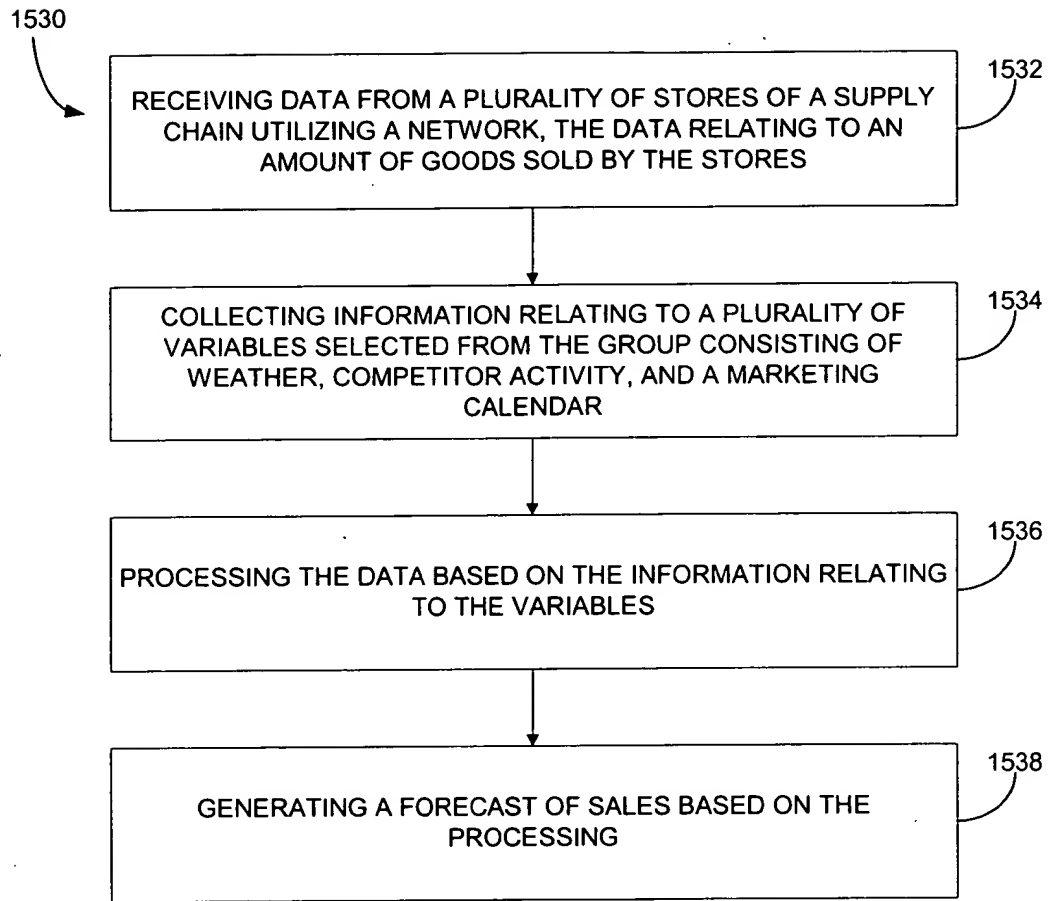 1530
1532
RECEIVING DATA FROM A PLURALITY OF STORES OF A SUPPLY
CHAIN UTILIZING A NETWORK, THE DATA RELATING TO AN
AMOUNT OF GOODS SOLD BY THE STORES
1534
COLLECTING INFORMATION RELATING TO A PLURALITY OF
VARIABLES SELECTED FROM THE GROUP CONSISTING OF
WEATHER, COMPETITOR ACTIVITY, AND A MARKETING
CALENDAR
1536
PROCESSING THE DATA BASED ON THE INFORMATION RELATING
TO THE VARIABLES
1538
GENERATING A FORECAST OF SALES BASED ON THE
PROCESSING